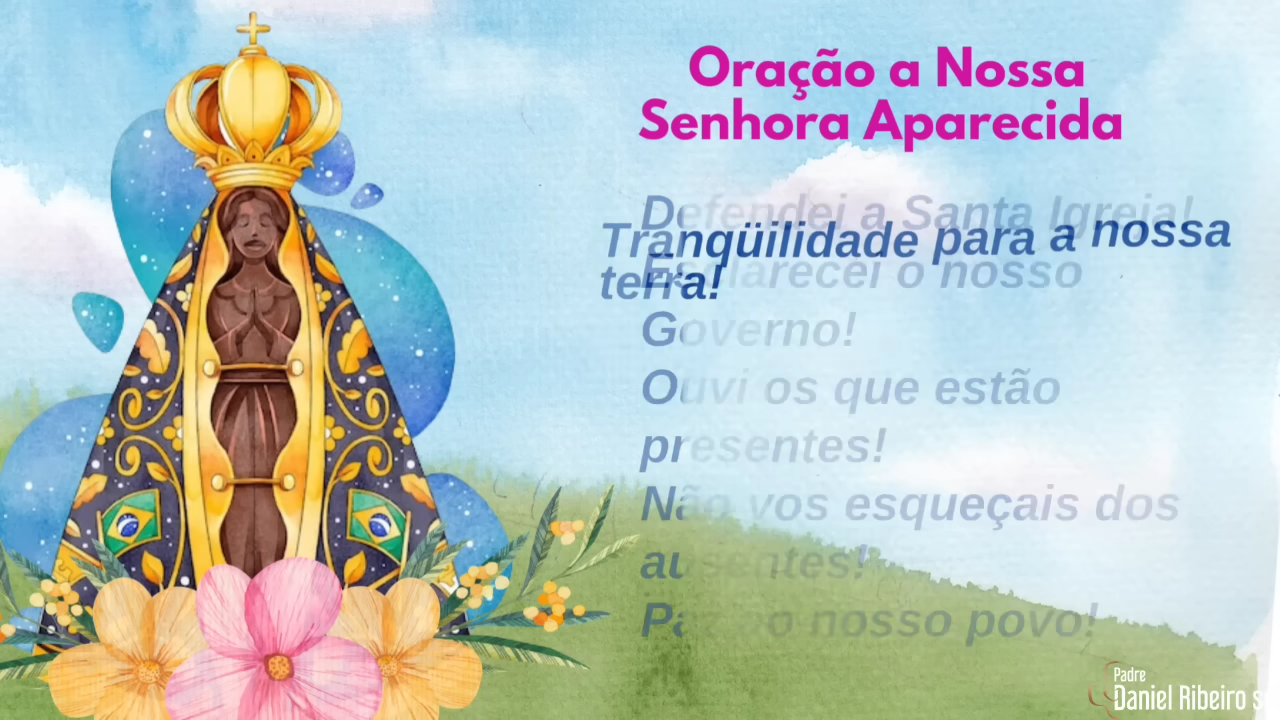 Oração a Nossa
Senhora Aparecida
Defendei a Santa Igreja!
Tranqüilidade para a nossa
terra!
Esclarecei o nosso
Governo!
Ouvi os que estão
presentes!
Não vos esqueçais dos
ausentes!
Paz ao nosso povo!
Padre
Daniel Ribeiro